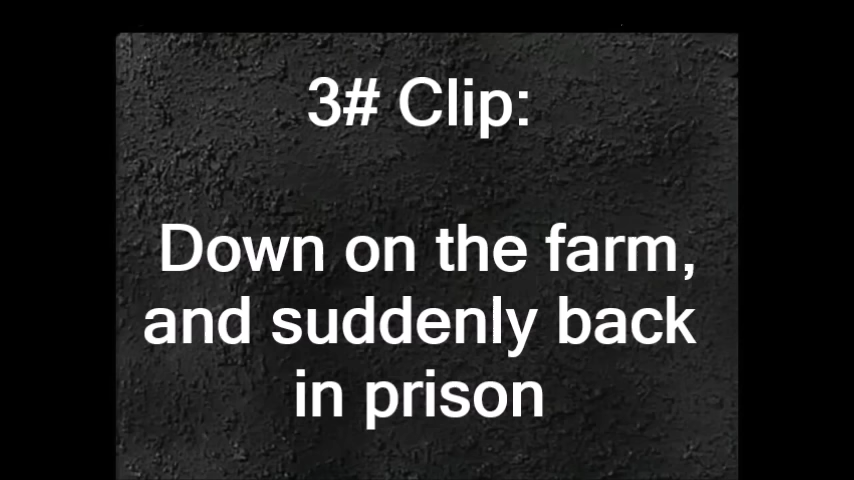 3# Clip:
Down on the farm,
and suddenly back
in prison